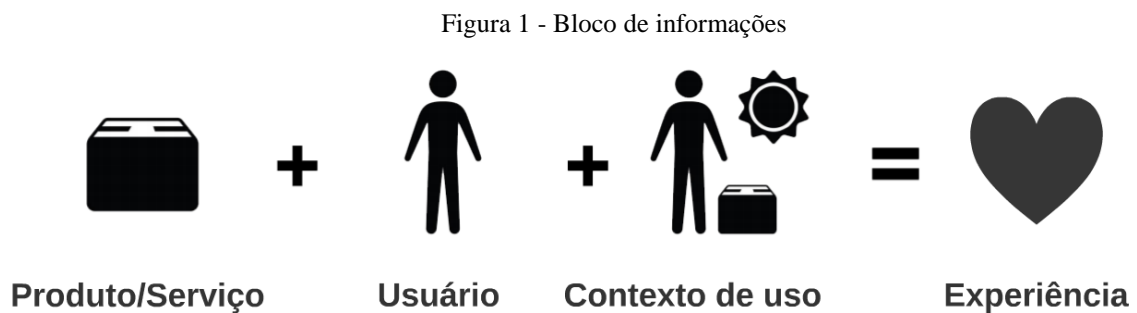 Figura 1 - Bloco de informações
+ + =
Produto/Serviço Usuário Contexto de uso Experiência